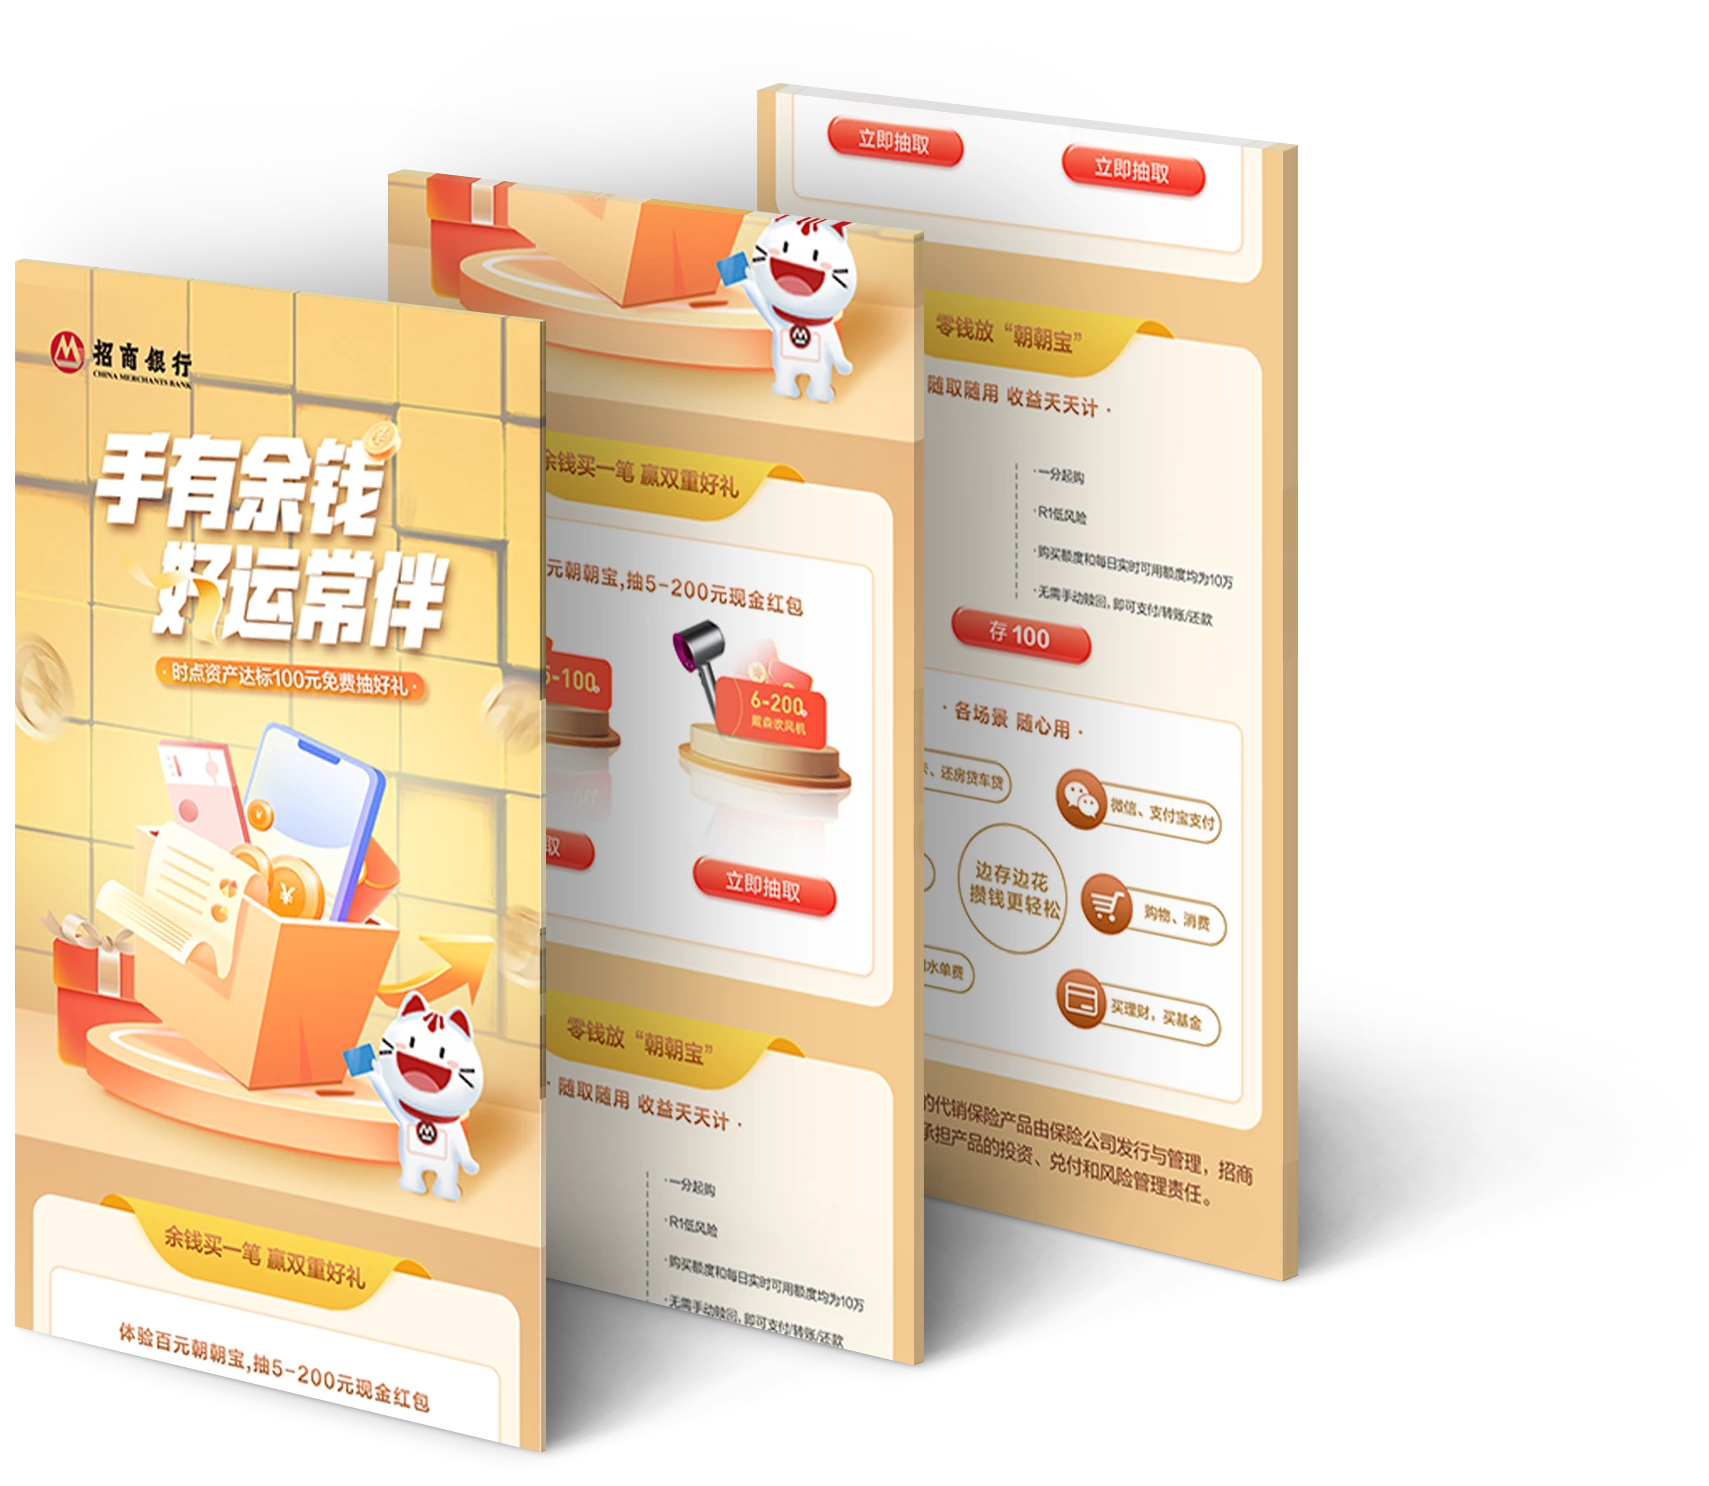 招商银行
CHINA MERCHANTS BANK
手有余钱
好运常伴
·时点资产达标100元免费抽好礼·
余钱买一笔 赢双重好礼
体验百元朝朝宝,抽5-200元现金红包
余钱买一笔 赢双重好礼
元朝朝宝,抽5-200元现金红包
5-100
6-200
戴森吹风机
取
立即抽取
零钱放“朝朝宝”
·随取随用 收益天天计·
·一分起购
·R1低风险
·购买额度和每日实时可用额度均为10万
·无需手动赎回,即可支付/转账/还款
立即抽取
立即抽取
零钱放“朝朝宝”
随取随用 收益天天计·
·一分起购
·R1低风险
·购买额度和每日实时可用额度均为10万
·无需手动赎回,即可支付/转账/还款
存100
·各场景 随心用·
、还房贷车贷
微信、支付宝支付
边存边花
攒钱更轻松
购物、消费
水单费
买理财，买基金
的代销保险产品由保险公司发行与管理，招商
承担产品的投资、兑付和风险管理责任。